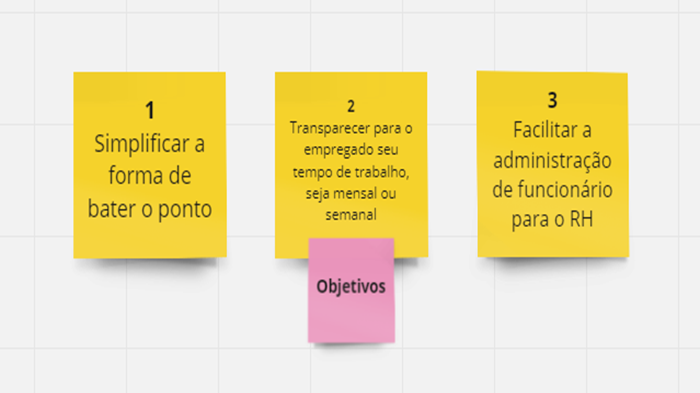 1
Simplificar a
forma de
bater o ponto
2
Transparecer para o
empregado seu
tempo de trabalho,
seja mensal ou
semanal
3
Facilitar a
administração
de funcionário
para o RH
Objetivos